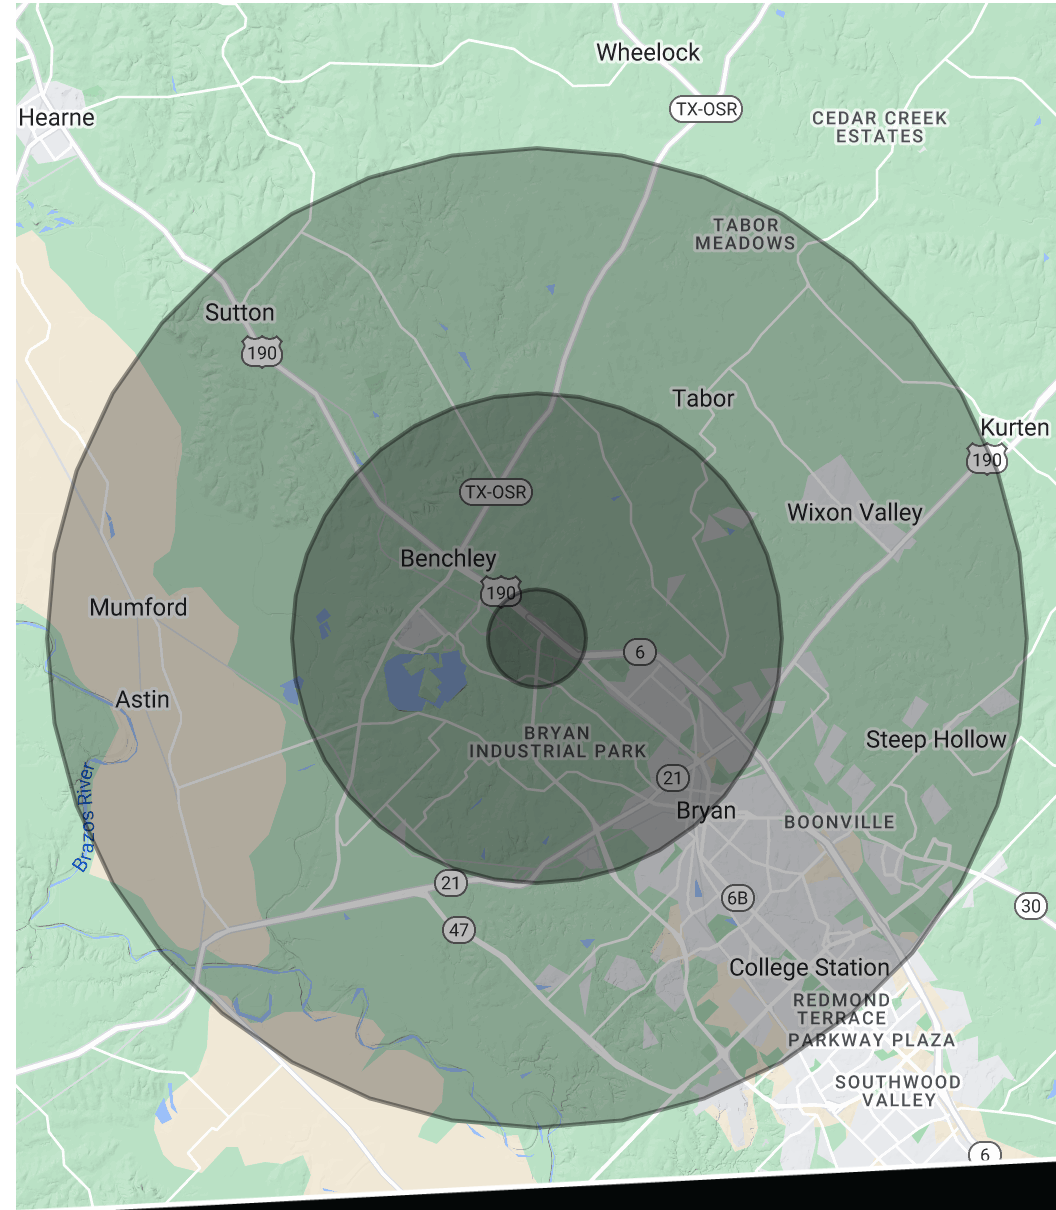 Wheelock
TX-OSR
Hearne
CEDAR CREEK
ESTATES
TABOR
MEADOWS
Sutton
190
Tabor
Kurten
190
TX-OSR
Wixon Valley
Benchley
190
Mumford
6
Astin
BRYAN
INDUSTRIAL PARK
Steep Hollow
21
Brazos River
Bryan
BOONVILLE
21
6B
30
47
College Station
REDMOND
TERRACE
PARKWAY PLAZA
SOUTHWOOD
VALLEY
6